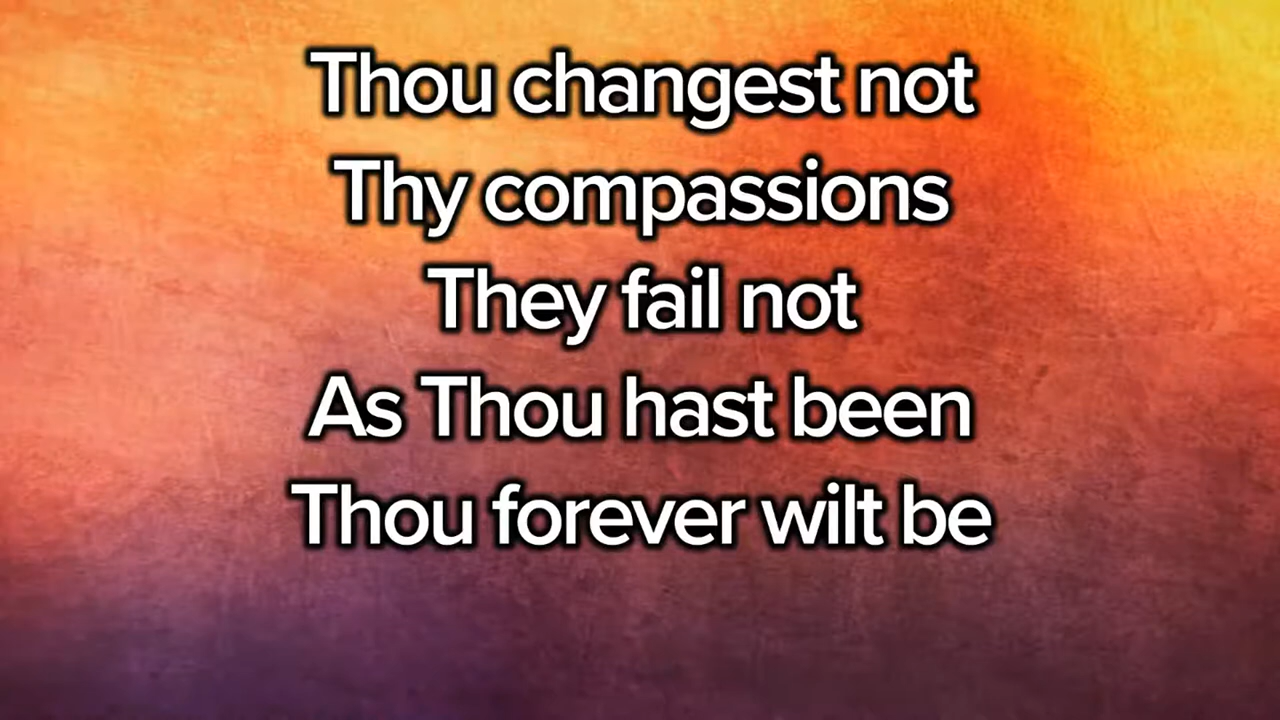 Thou changest not
Thy compassions
They fail not
As Thou hast been
Thou forever wilt be